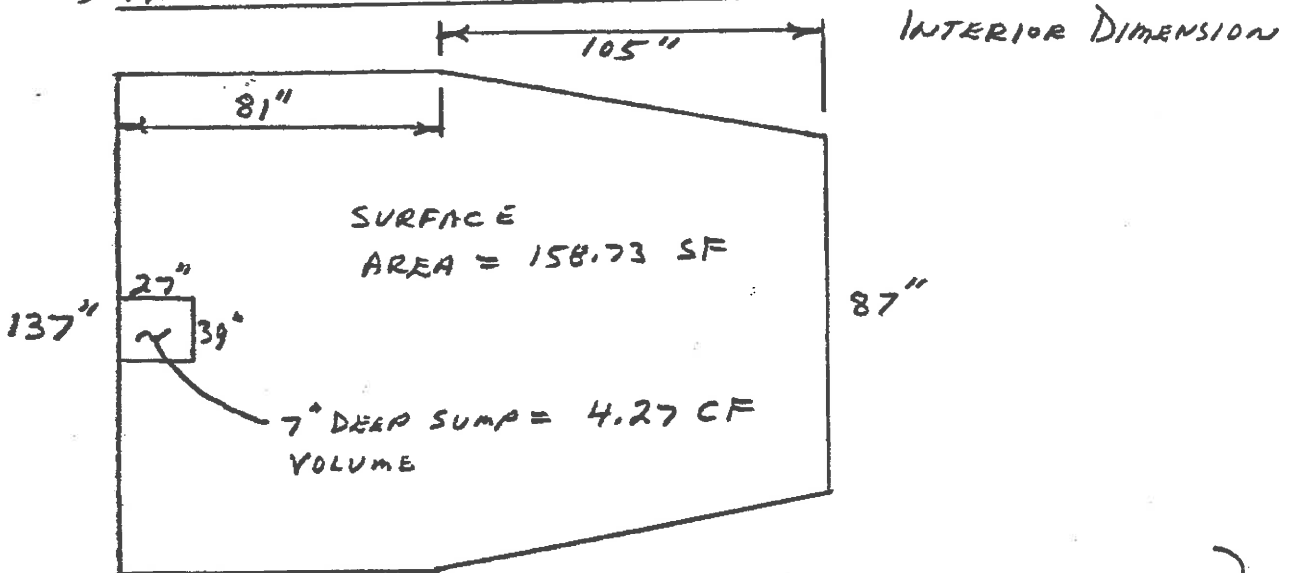 INTERIOR DIMENSION
105"
81"
SURFACE
AREA = 158.73 SF
27"
137"
39"
87"
7" DEEP SUMP = 4.27 CF
VOLUME